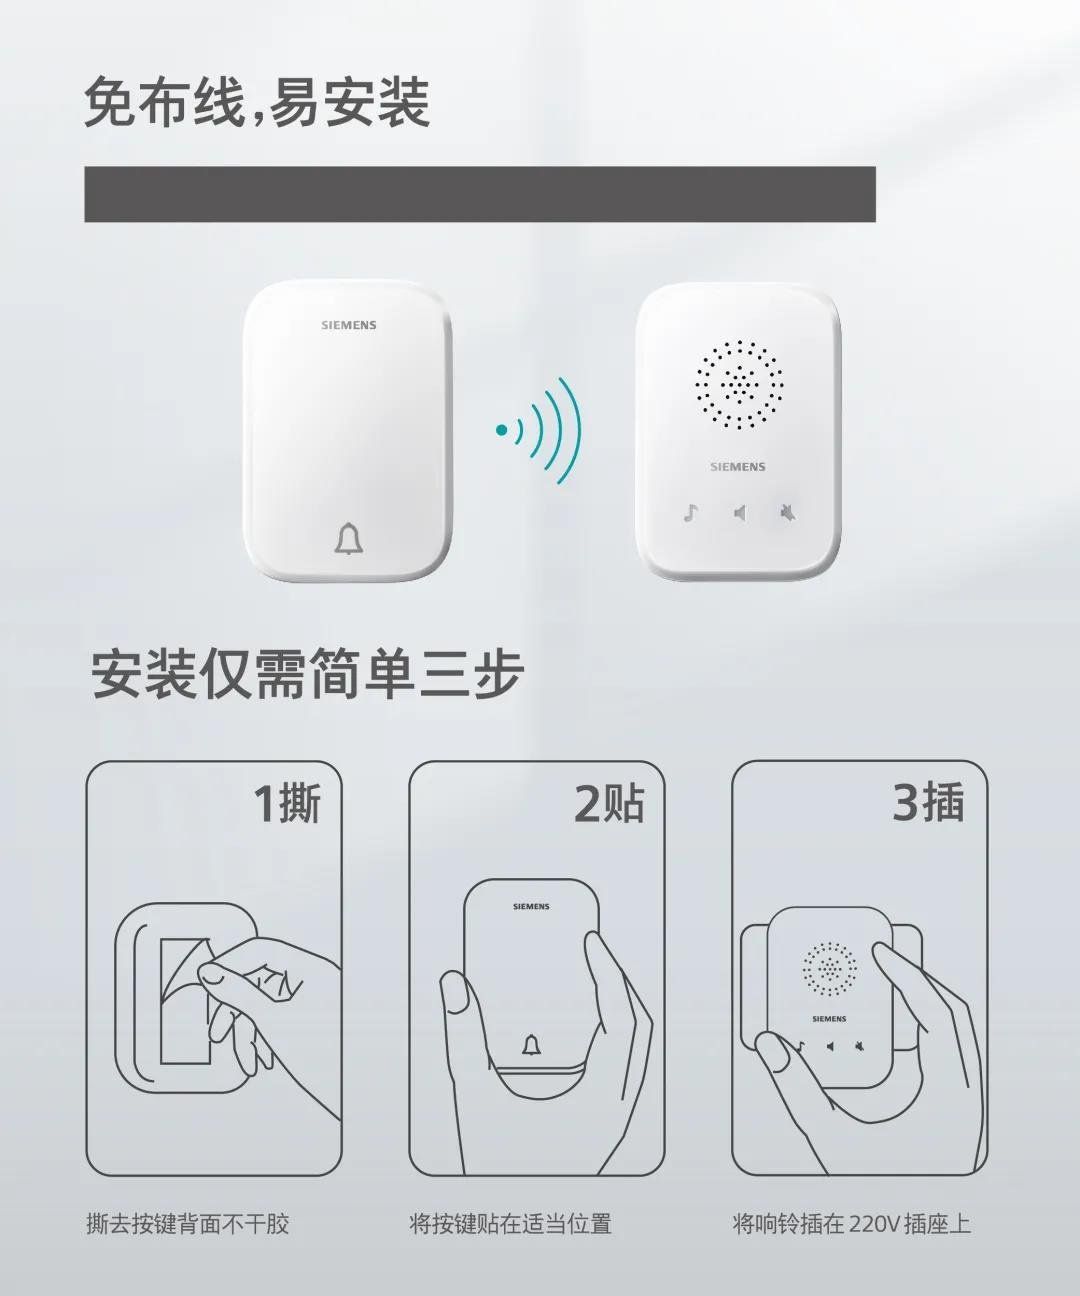 免布线,易安装
SIEMENS
SIEMENS
安装仅需简单三步
1撕
2贴
3插
SIEMENS
SIEMENS
撕去按键背面不干胶
将按键贴在适当位置
将响铃插在 220V 插座上